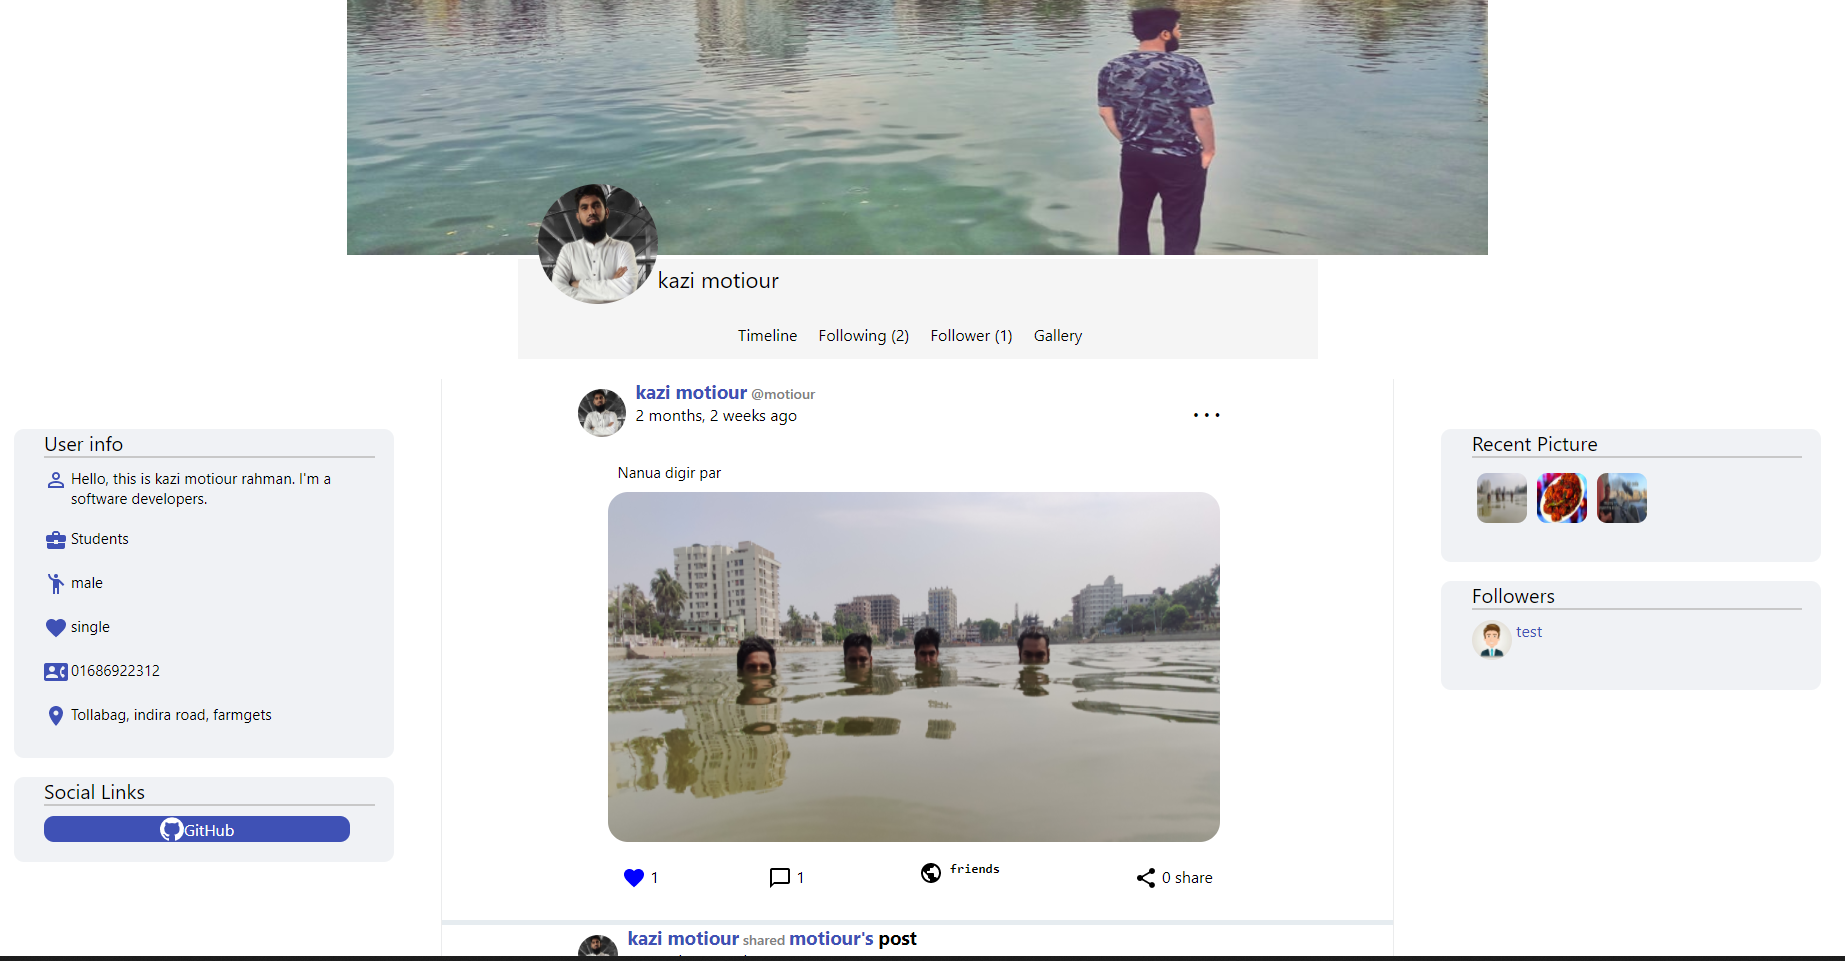 kazi motiour
Timeline Following (2) Follower (1) Gallery
User info
Hello, this is kazi motiour rahman. I'm a
software developers.
Students
male
single
01686922312
Tollabag, indira road, farmgets
Social Links
GitHub
kazi motiour @motiour
2 months, 2 weeks ago
Nanua digir par
1 1 friends 0 share
kazi motiour shared motiour's post
Recent Picture
Followers
test